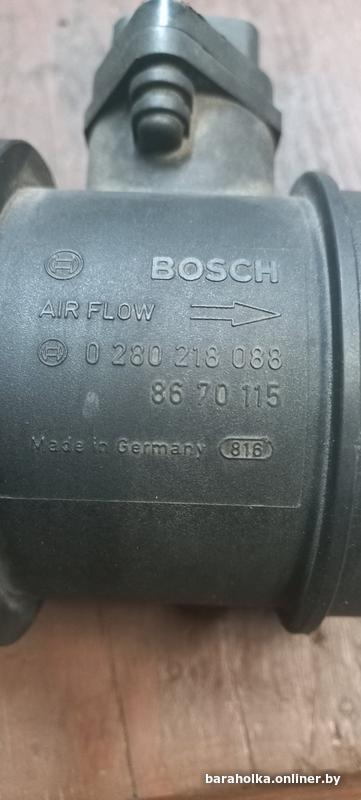 BOSCH
AIR FLOW
0 280 218 088
86 70 115
Made in Germany 816
baraholka.onliner.by